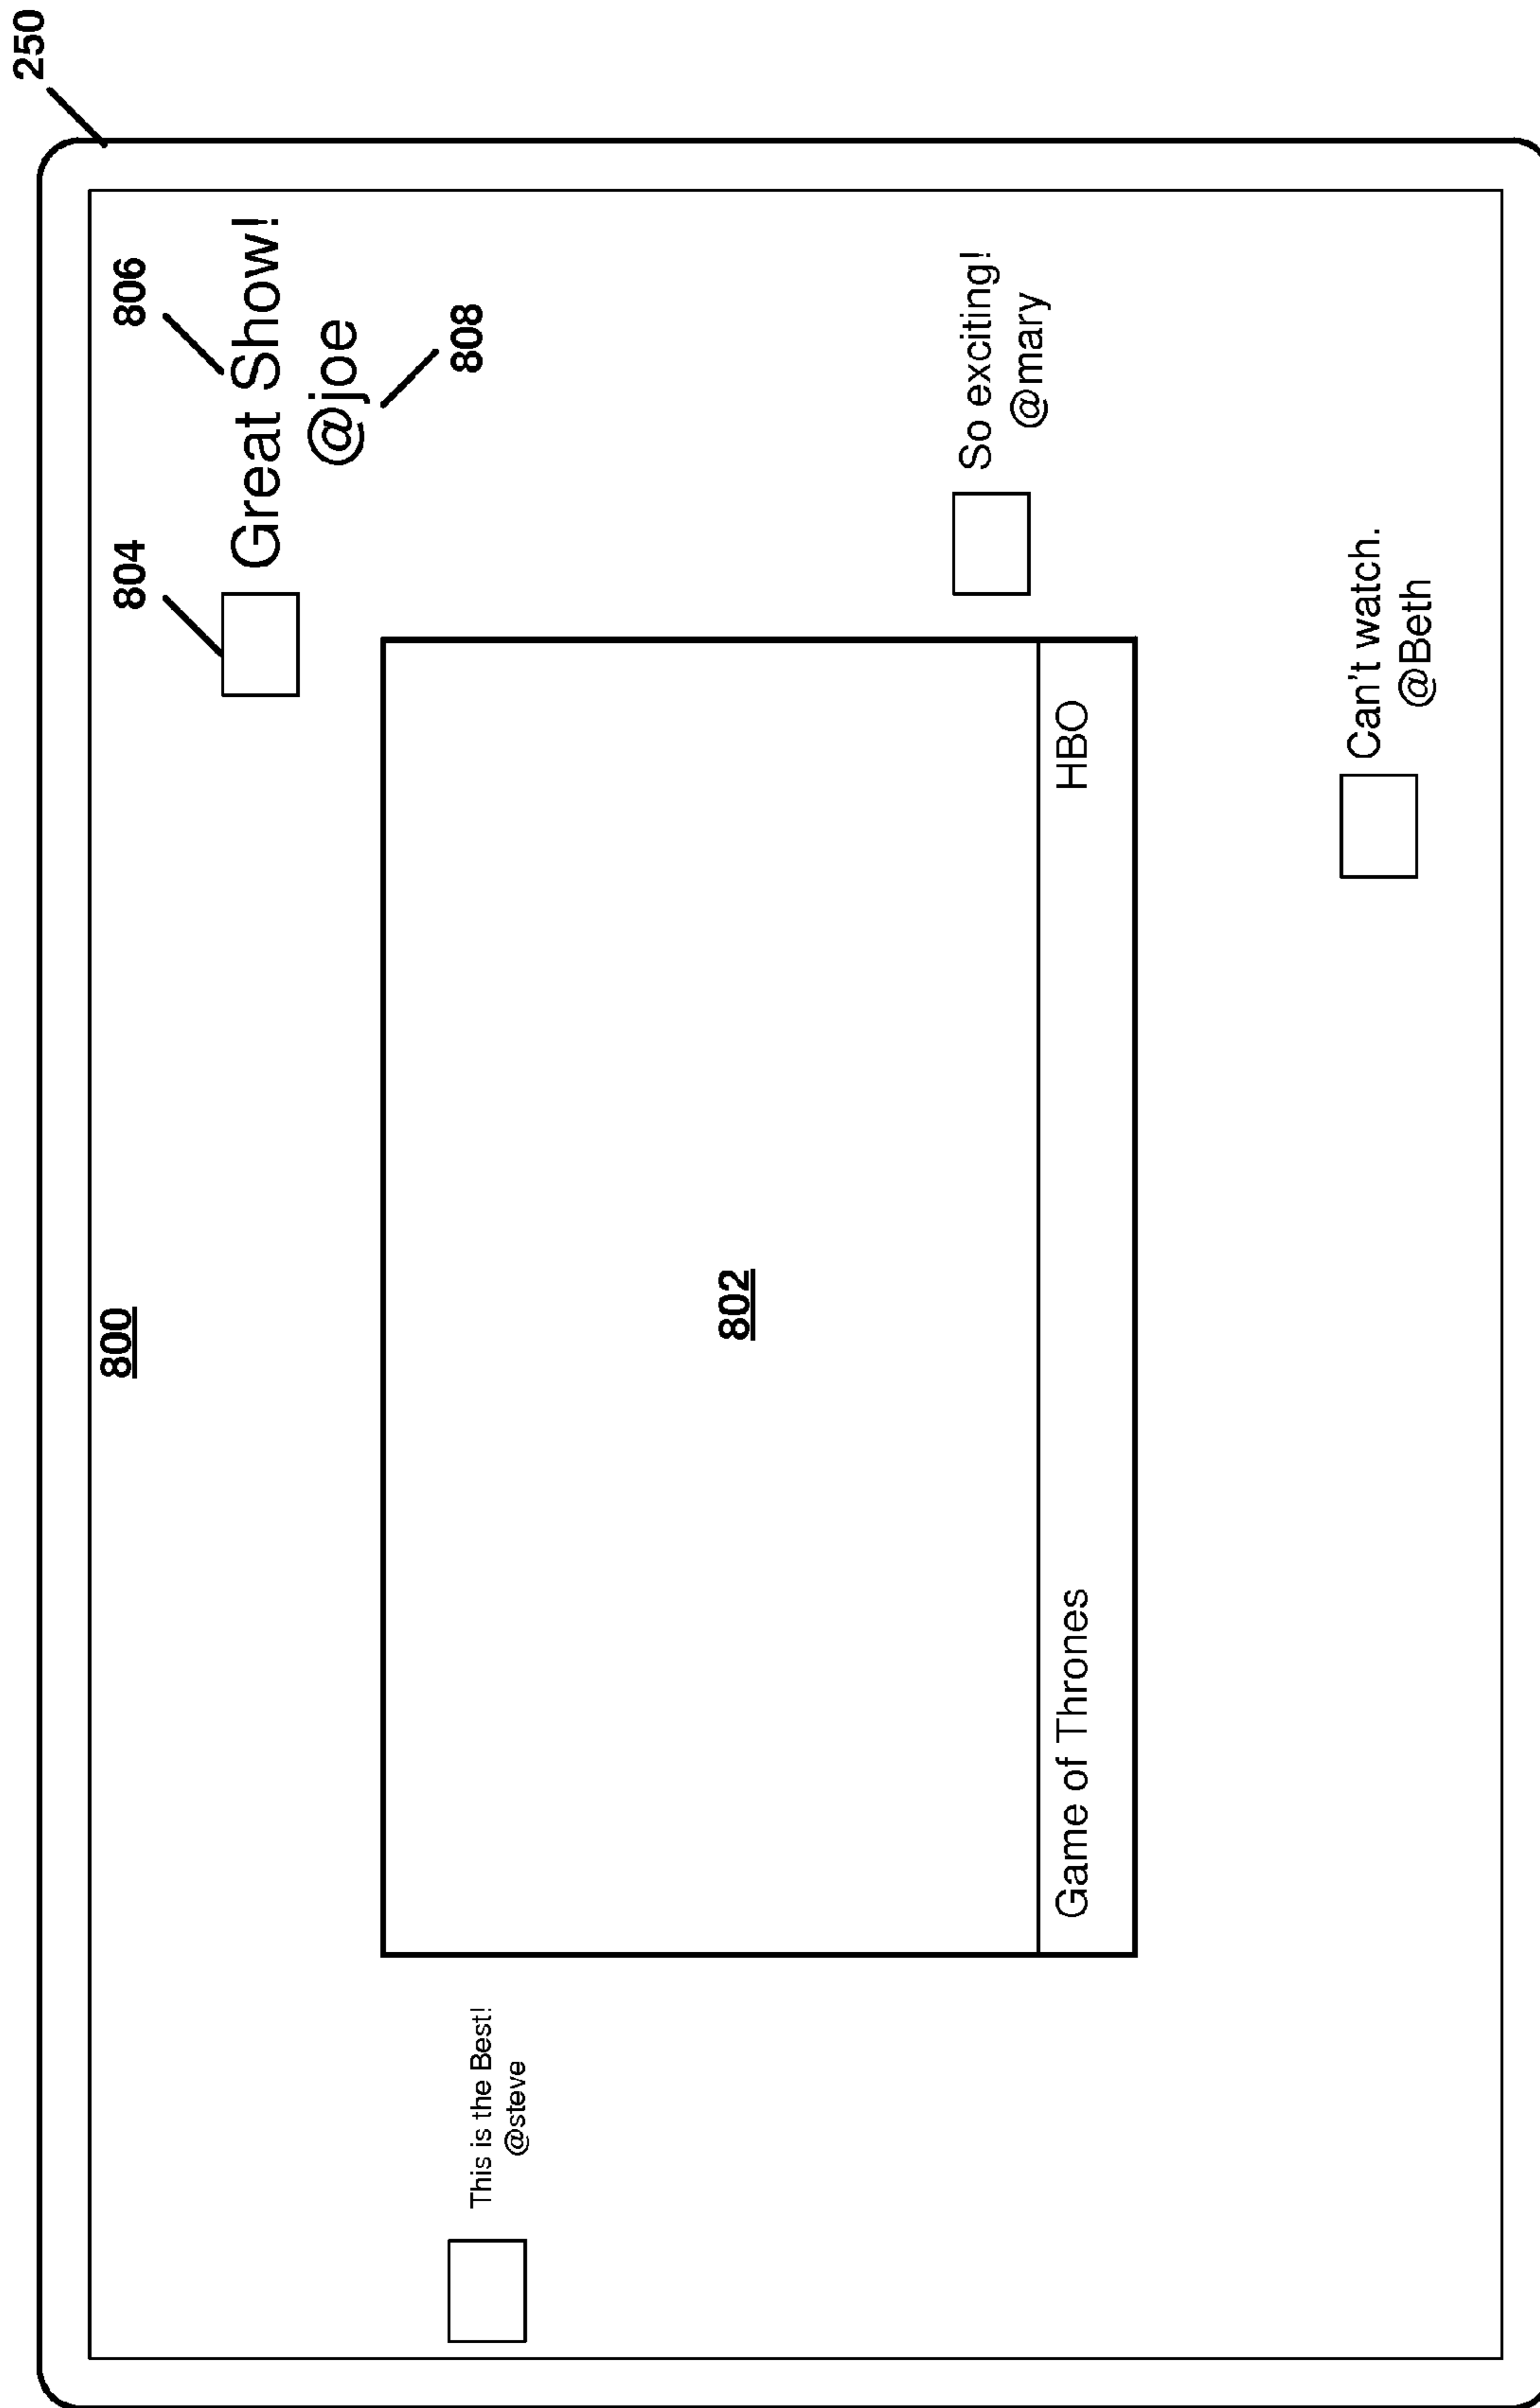 250
800
804
806
Great Show!
@joe
808
This is the Best!
@steve
802
So exciting!
@mary
Game of Thrones
HBO
Can't watch.
@Beth